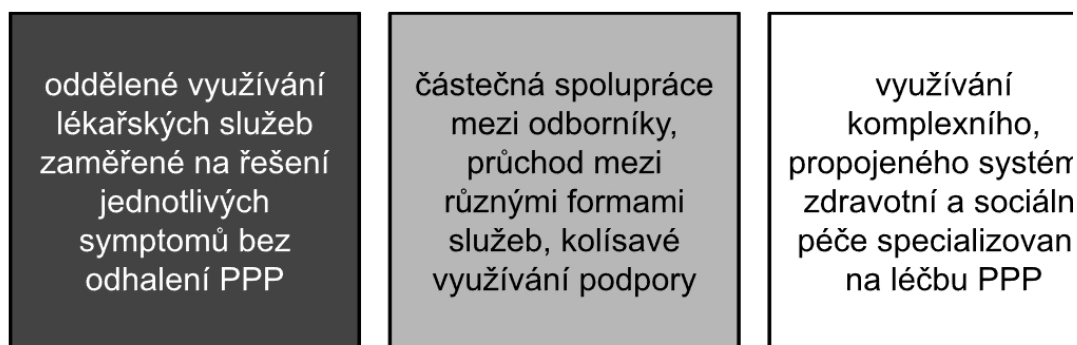 oddělené využívání
lékařských služeb
zaměřené na řešení
jednotlivých
symptomů bez
odhalení PPP
částečná spolupráce
mezi odborníky,
průchod mezi
různými formami
služeb, kolísavé
využívání podpory
využívání
komplexního,
propojeného systém
zdravotní a sociáln
péče specializovan
na léčbu PPP